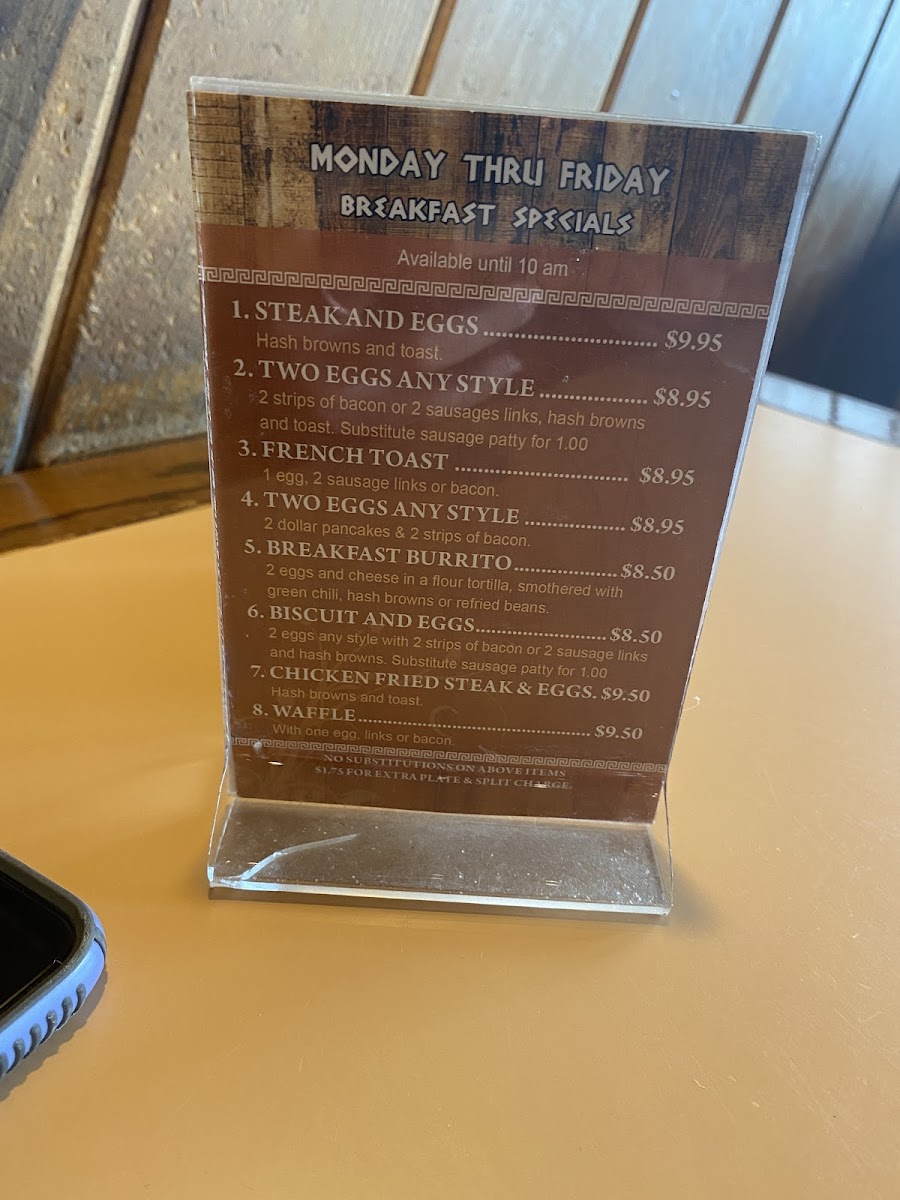 MONDAY THRU FRIDAY
BREAKFAST SPECIALS
Available until 10 am
1. STEAK AND EGGS............................ $9.95
Hash browns and toast.
2. TWO EGGS ANY STYLE.................. $8.95
2 strips of bacon or 2 sausages links, hash browns
and toast. Substitute sausage patty for 1.00
3. FRENCH TOAST ............................. $8.95
1 egg, 2 sausage links or bacon.
4. TWO EGGS ANY STYLE ................. $8.95
2 dollar pancakes & 2 strips of bacon.
5. BREAKFAST BURRITO.................. $8.50
2 eggs and cheese in a flour tortilla, smothered with
green chili, hash browns or refried beans.
6. BISCUIT AND EGGS....................... $8.50
2 eggs any style with 2 strips of bacon or 2 sausage links
and hash browns. Substitute sausage patty for 1.00
7. CHICKEN FRIED STEAK & EGGS. $9.50
Hash browns and toast.
8. WAFFLE.......................................... $9.50
With one egg, links or bacon.
NO SUBSTITUTIONS ON ABOVE ITEMS
$1.75 FOR EXTRA PLATE & SPLIT CHARGE.